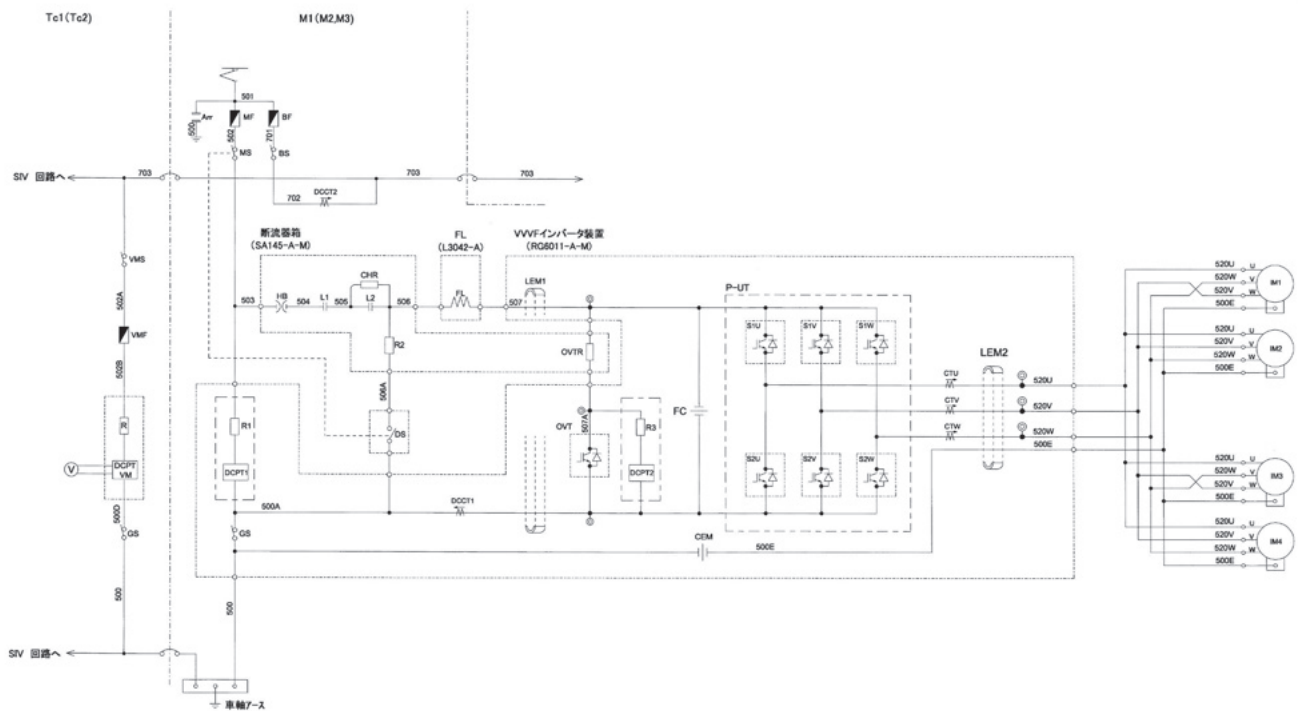 Tc1(Tc2)
M1(M2,M3)
501
Arr
500
MF
502
BF
701
MS
BS
SIV 回路へ
703
703
703
702
DCCT2
VMS
502A
VMF
502B
R
DCPT
VM
V
500D
GS
500
SIV 回路へ
断流器箱
(SA145-A-M)
FL
(L3042-A)
VVVFインバータ装置
(RG6011-A-M)
CHR
503
HB
504
L1
505
L2
506
FL
507
LEM1
R2
506A
DS
OVTR
507A
OVT
R3
DCPT2
R1
DCPT1
500A
DCCT1
GS
500
CEM
500E
FC
P-UT
S1U
S1V
S1W
S2U
S2V
S2W
CTU
CTV
CTW
LEM2
520U
520V
520W
500E
520U
U
520W
V
520V
W
500E
IM1
520U
U
520V
V
520W
W
500E
IM2
520U
U
520W
V
520V
W
500E
IM3
520U
U
520V
V
520W
W
500E
IM4
車軸アース